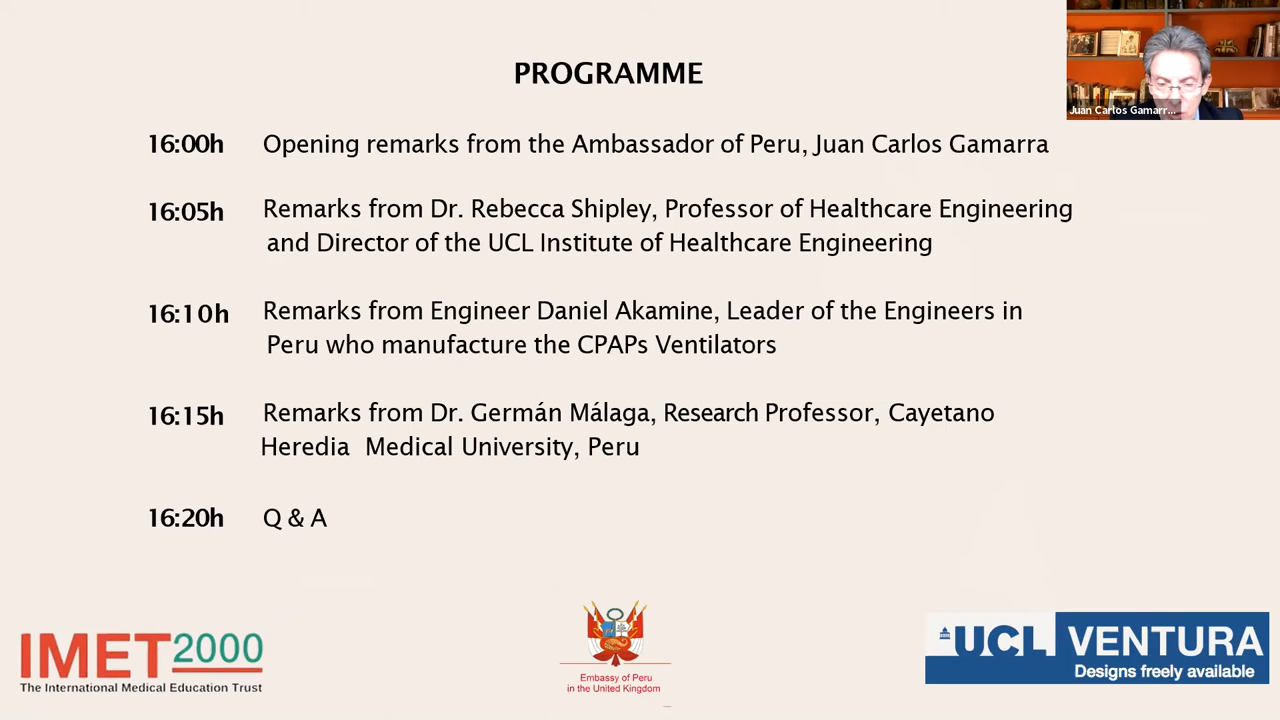 PROGRAMME
Juan Carlos Gamarr...
16:00h Opening remarks from the Ambassador of Peru, Juan Carlos Gamarra
16:05h Remarks from Dr. Rebecca Shipley, Professor of Healthcare Engineering
and Director of the UCL Institute of Healthcare Engineering
16:10h Remarks from Engineer Daniel Akamine, Leader of the Engineers in
Peru who manufacture the CPAPs Ventilators
16:15h Remarks from Dr. Germán Málaga, Research Professor, Cayetano
Heredia Medical University, Peru
16:20h Q & A
IMET2000
The International Medical Education Trust
Embassy of Peru
in the United Kingdom
UCL VENTURA
Designs freely available